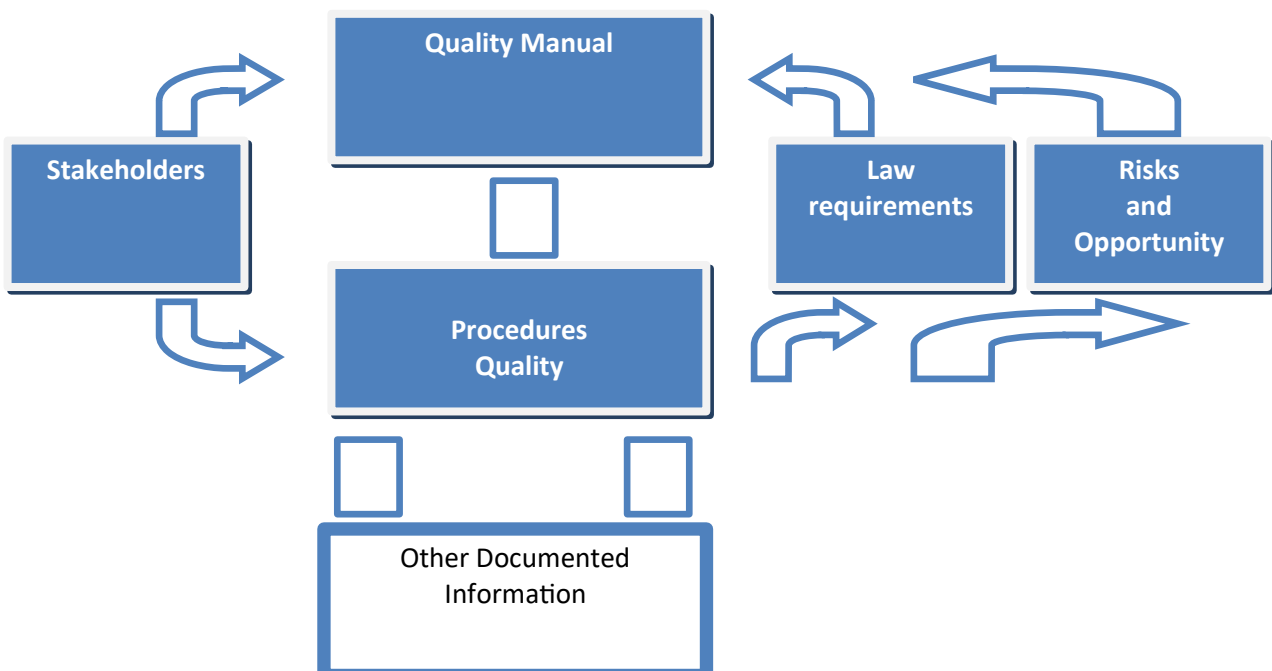 Quality Manual
Stakeholders
Law
requirements
Risks
and
Opportunity
Procedures
Quality
Other Documented
Information